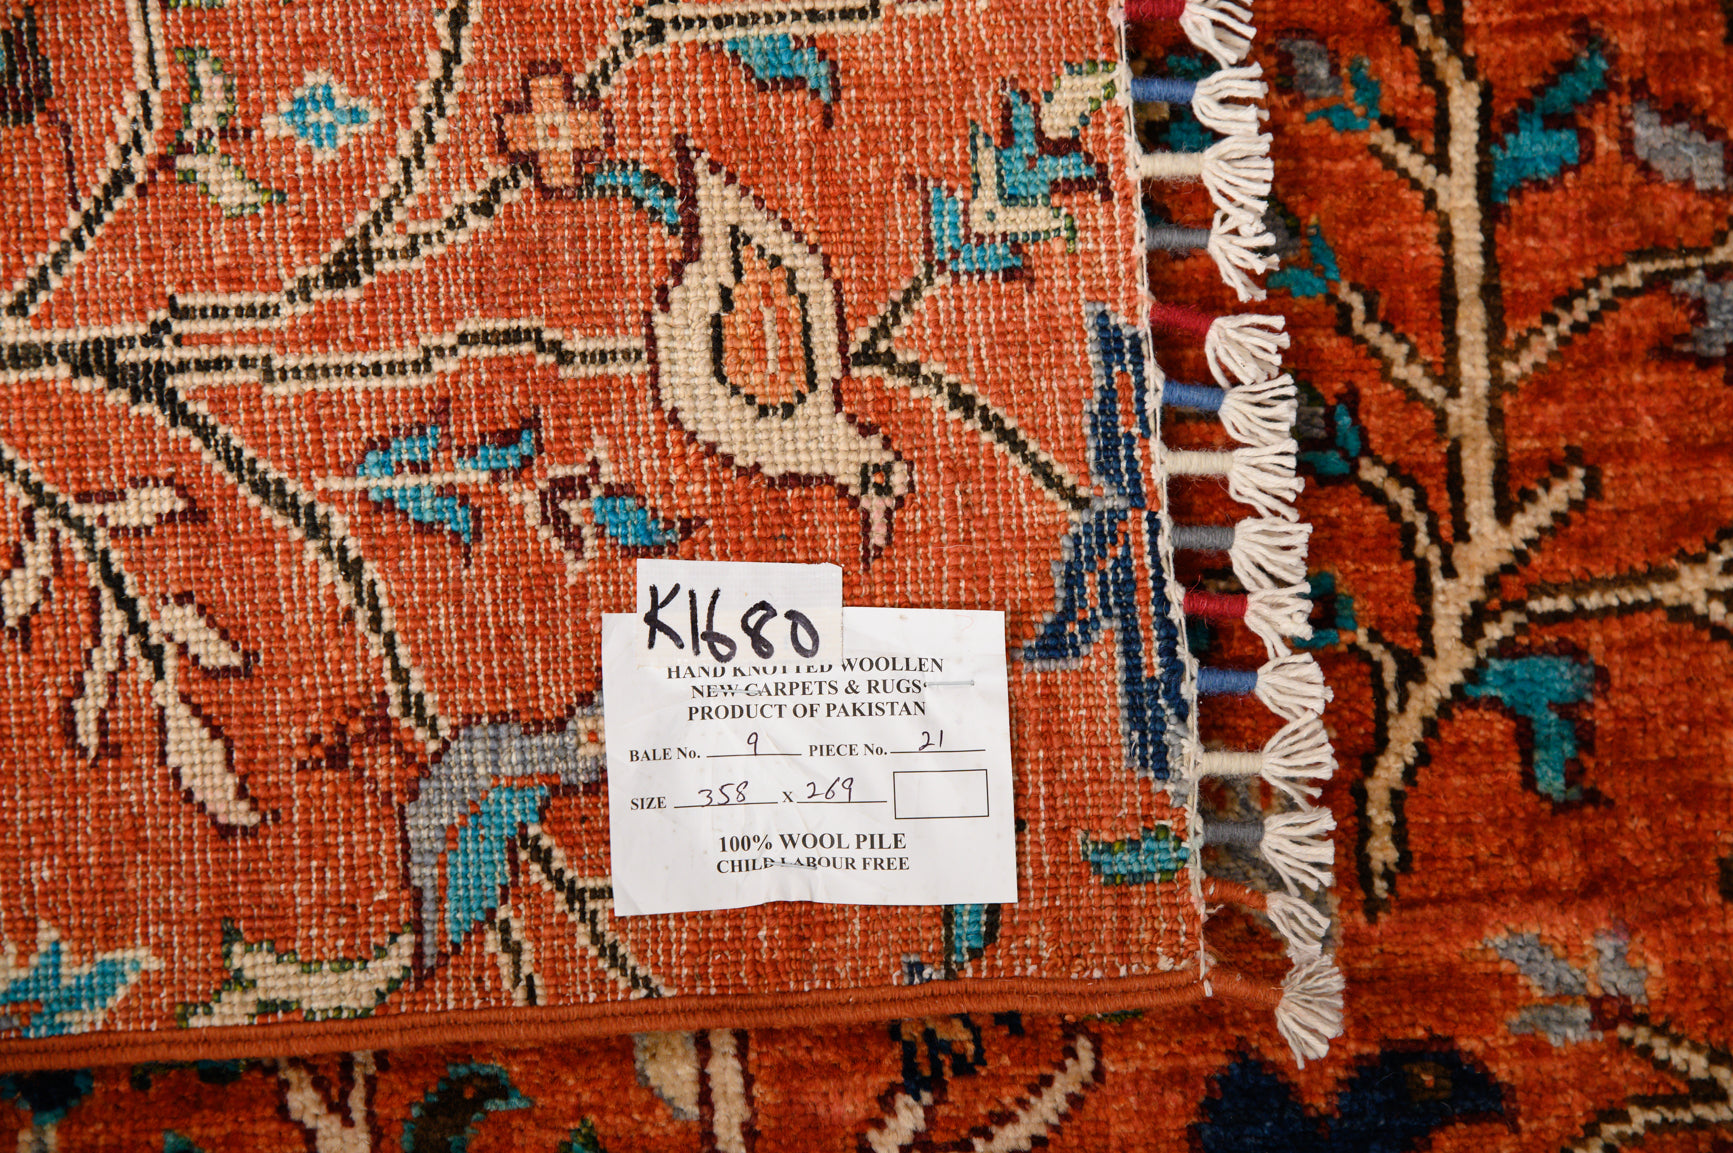 K1680
HAND KNOTTED WOOLLEN
NEW CARPETS & RUGS
PRODUCT OF PAKISTAN
BALE No. 9 PIECE No. 21
SIZE 358 x 269
100% WOOL PILE
CHILD LABOUR FREE